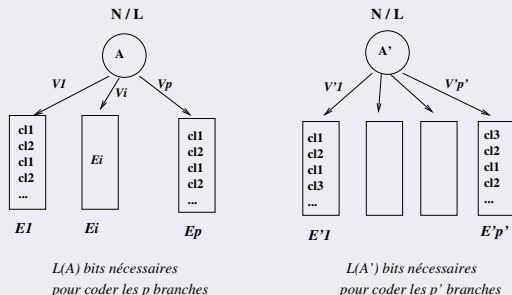 N / L
A
V1
Vi
Vp
cl1
cl2
cl1
cl2
...
Ei
cl1
cl2
cl1
cl2
...
E1
Ei
Ep
L(A) bits nécessaires
pour coder les p branches
N / L
A'
V'1
V'p'
cl1
cl2
cl1
cl3
...
cl3
cl2
cl1
cl2
...
E'1
E'p'
L(A') bits nécessaires
pour coder les p' branches